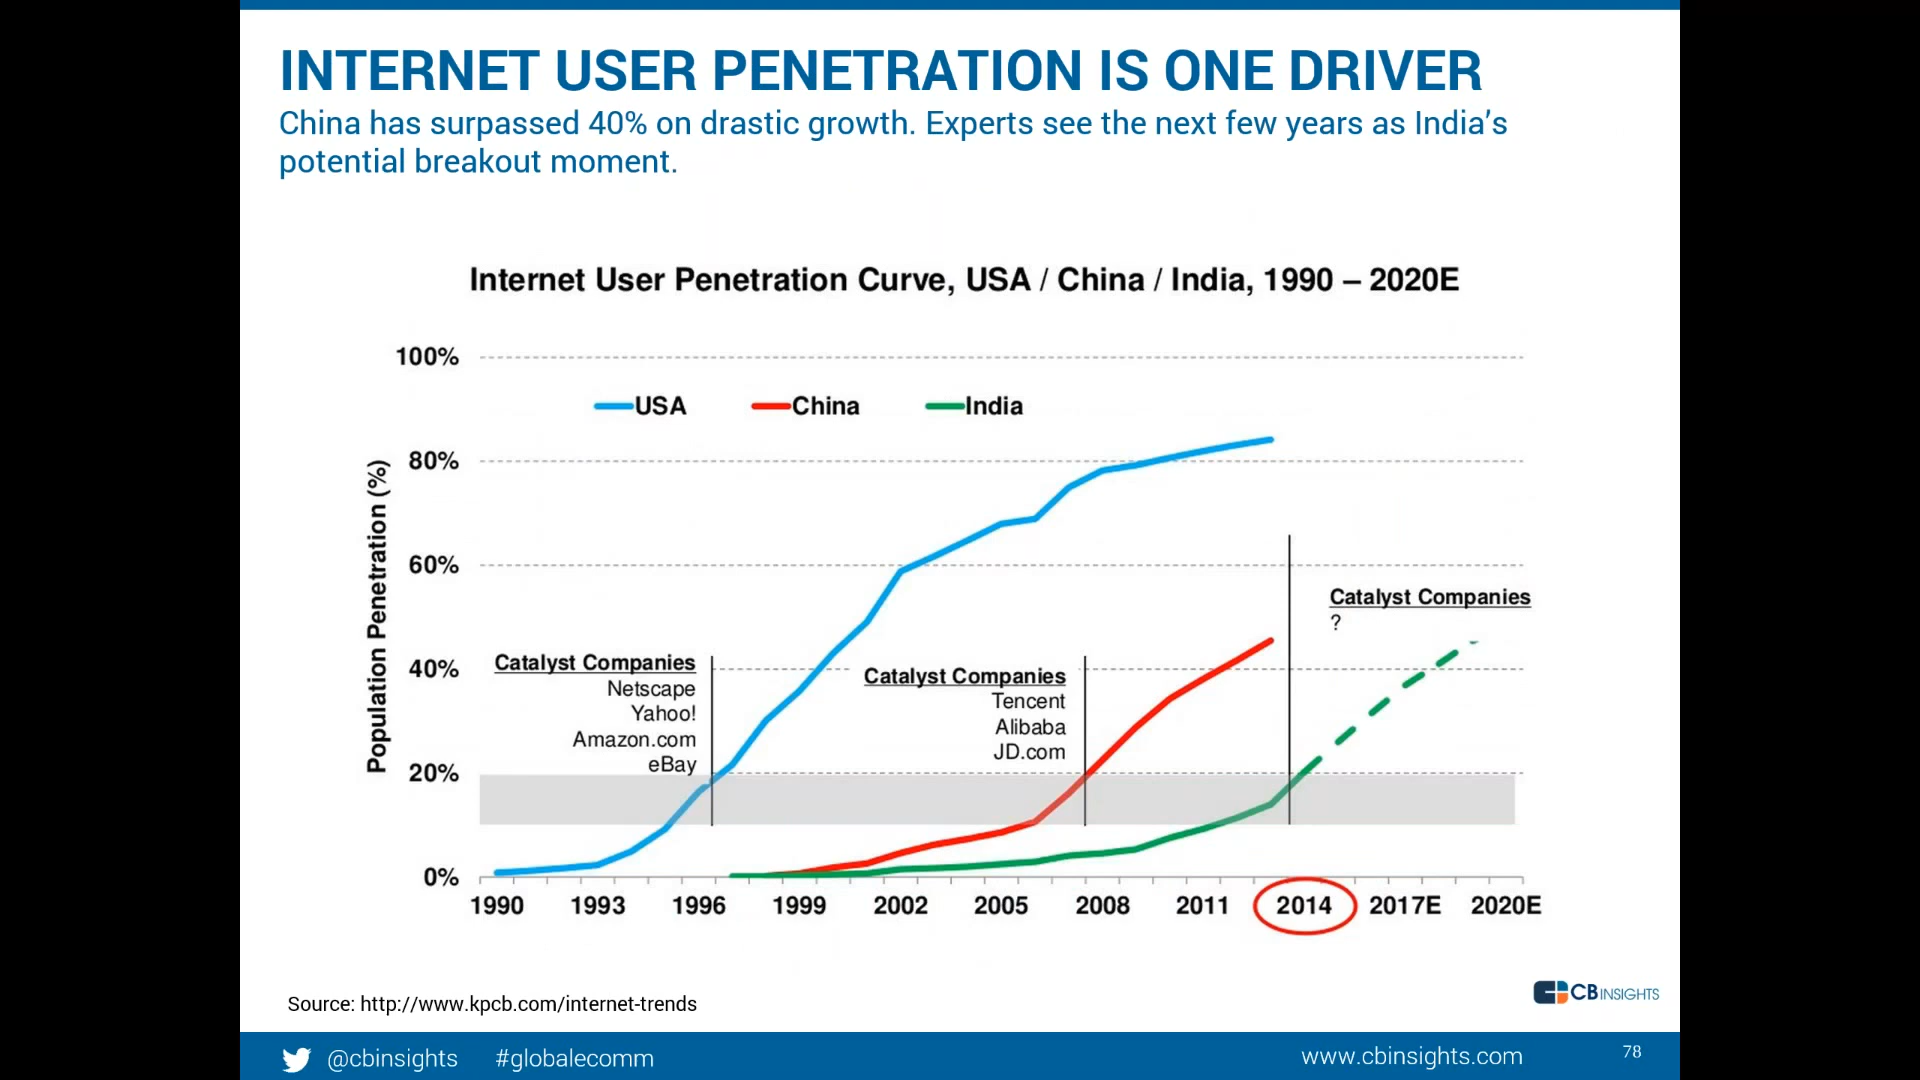 INTERNET USER PENETRATION IS ONE DRIVER
China has surpassed 40% on drastic growth. Experts see the next few years as India's
potential breakout moment.
Internet User Penetration Curve, USA / China / India, 1990 – 2020E
100%
80%
60%
40%
20%
0%
Population Penetration (%)
USA
China
India
Catalyst Companies
Netscape
Yahoo!
Amazon.com
eBay
Catalyst Companies
Tencent
Alibaba
JD.com
Catalyst Companies
?
1990 1993 1996 1999 2002 2005 2008 2011 2014 2017E 2020E
Source: http://www.kpcb.com/internet-trends
CBINSIGHTS
@cbinsights #globalecomm www.cbinsights.com 78